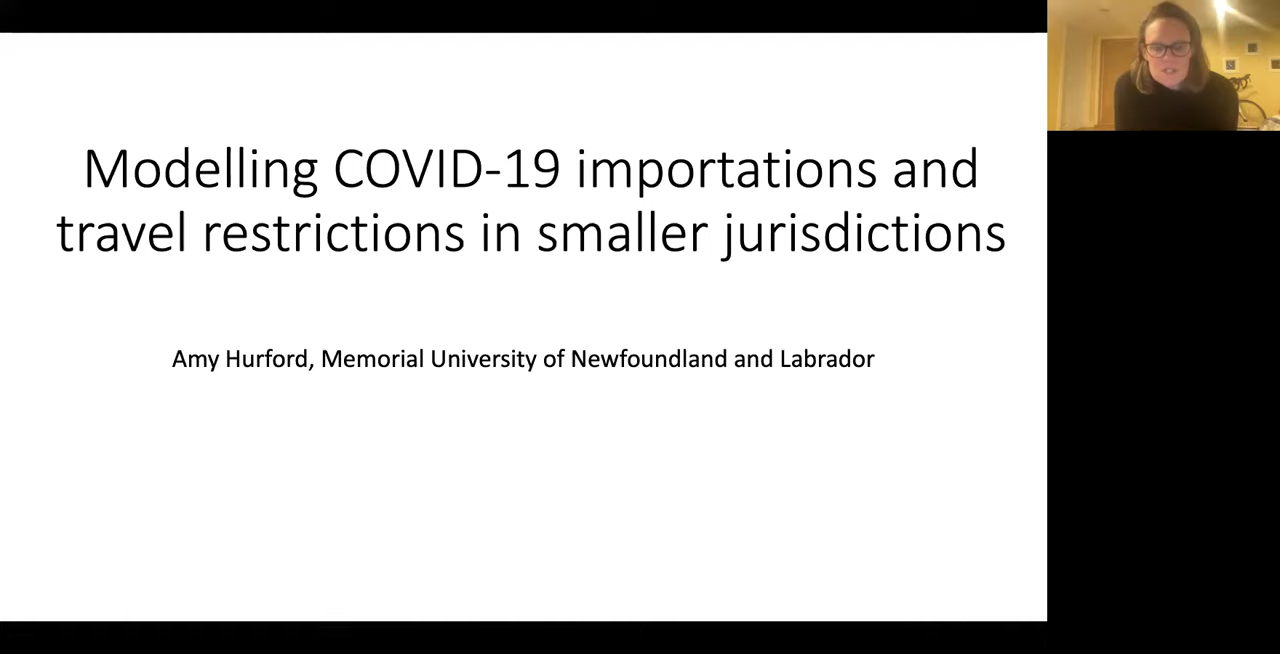 Modelling COVID-19 importations and
travel restrictions in smaller jurisdictions
Amy Hurford, Memorial University of Newfoundland and Labrador